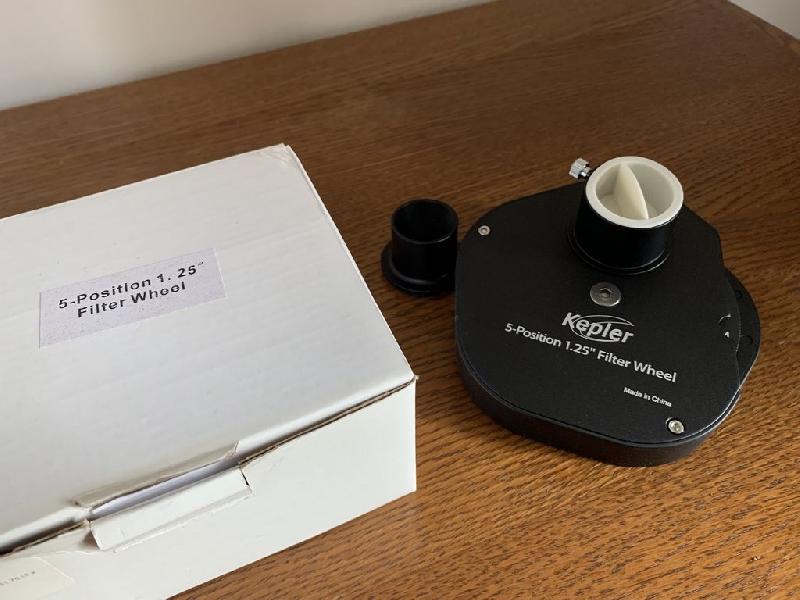 5-Position 1. 25"
Filter Wheel
Kepler
5-Position 1.25" Filter Wheel
Made in China